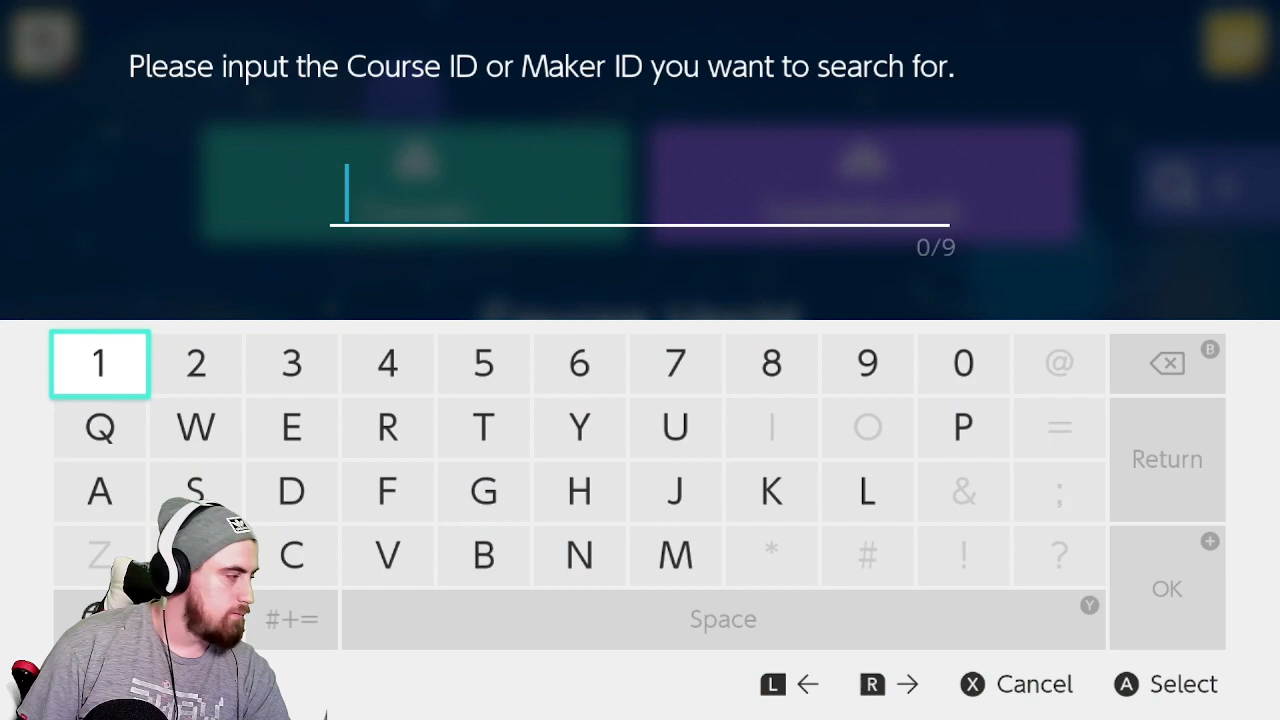 Please input the Course ID or Maker ID you want to search for.
0/9
1 2 3 4 5 6 7 8 9 0 @ B
Q W E R T Y U I O P = Return
A S D F G H J K L & ;
Z C V B N M * # ! ? + OK
#+= Space Y
L ← R → X Cancel A Select